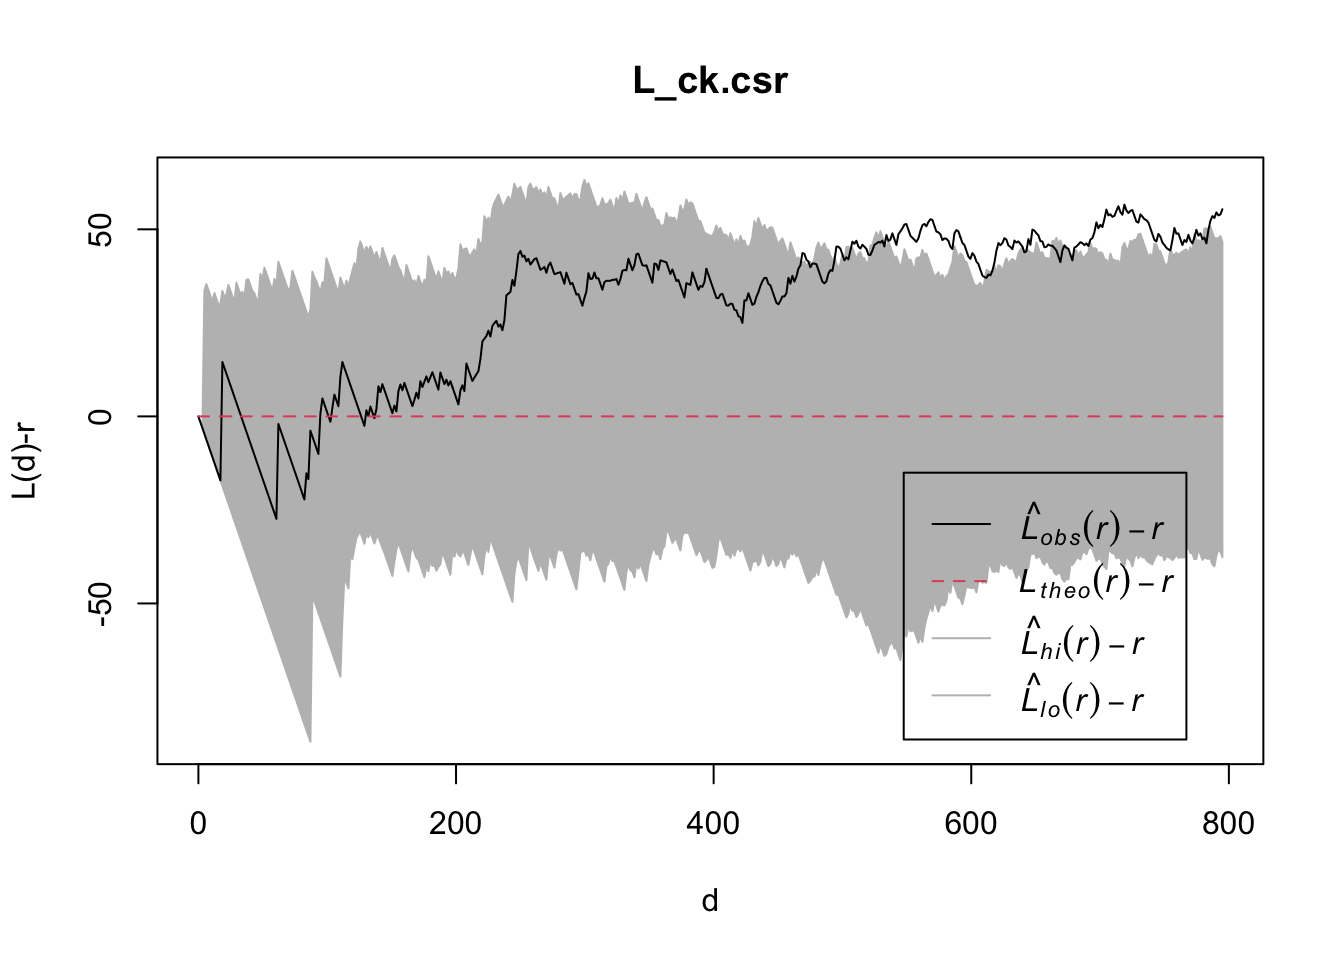 L_ck.csr
L(d)-r
50
0
-50
L̂obs(r) − r
Ltheo(r) − r
L̂hi(r) − r
L̂lo(r) − r
0 200 400 600 800
d